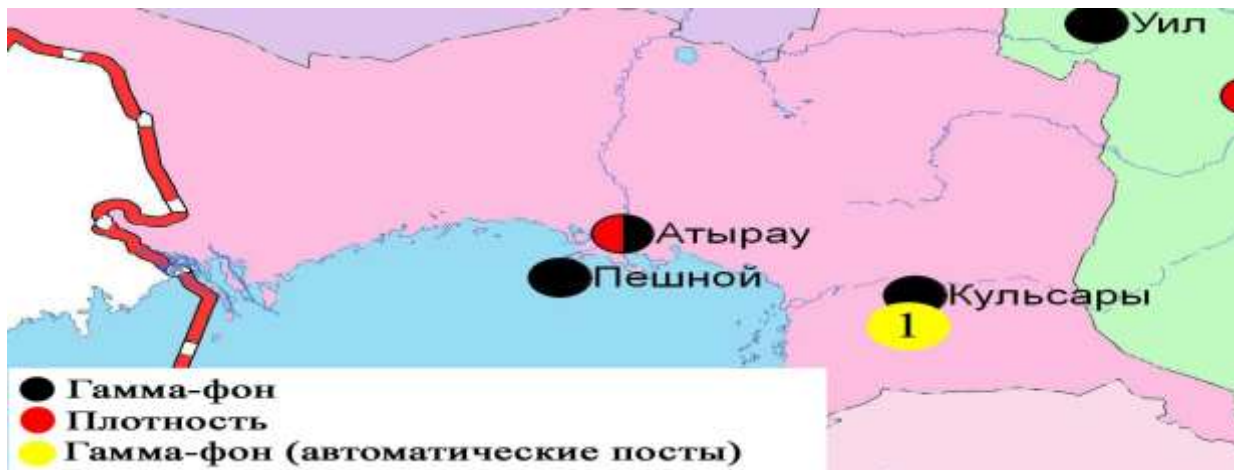 Уил
Атырау
Пешной
Кульсары
1
Гамма-фон
Плотность
Гамма-фон (автоматические посты)